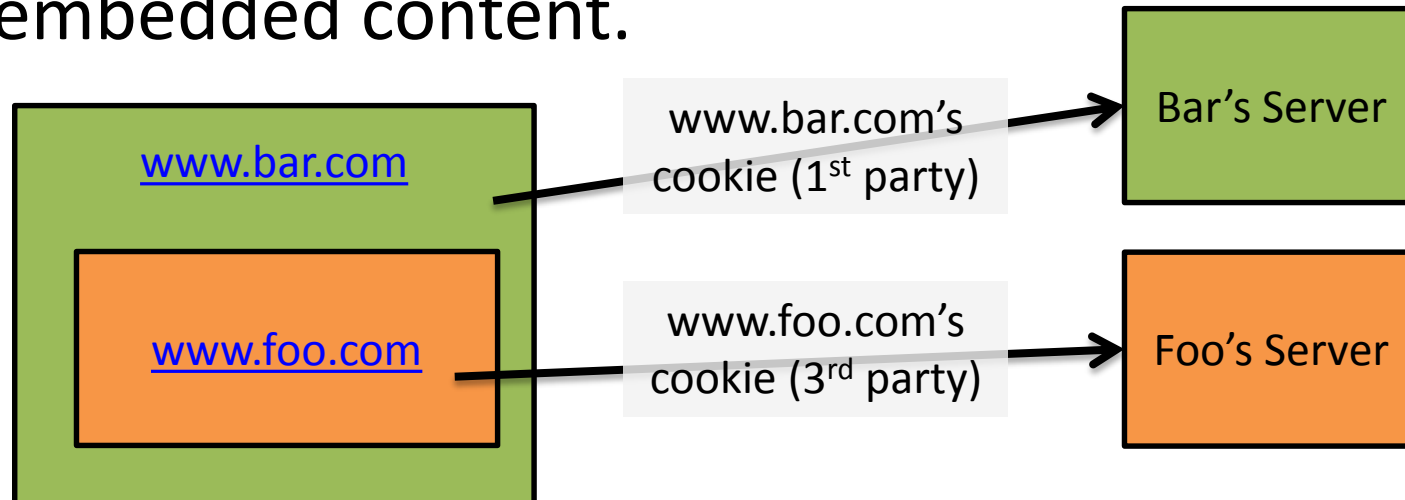 embedded content.
www.bar.com
www.bar.com’s
cookie (1st party)
Bar’s Server
www.foo.com
www.foo.com’s
cookie (3rd party)
Foo’s Server